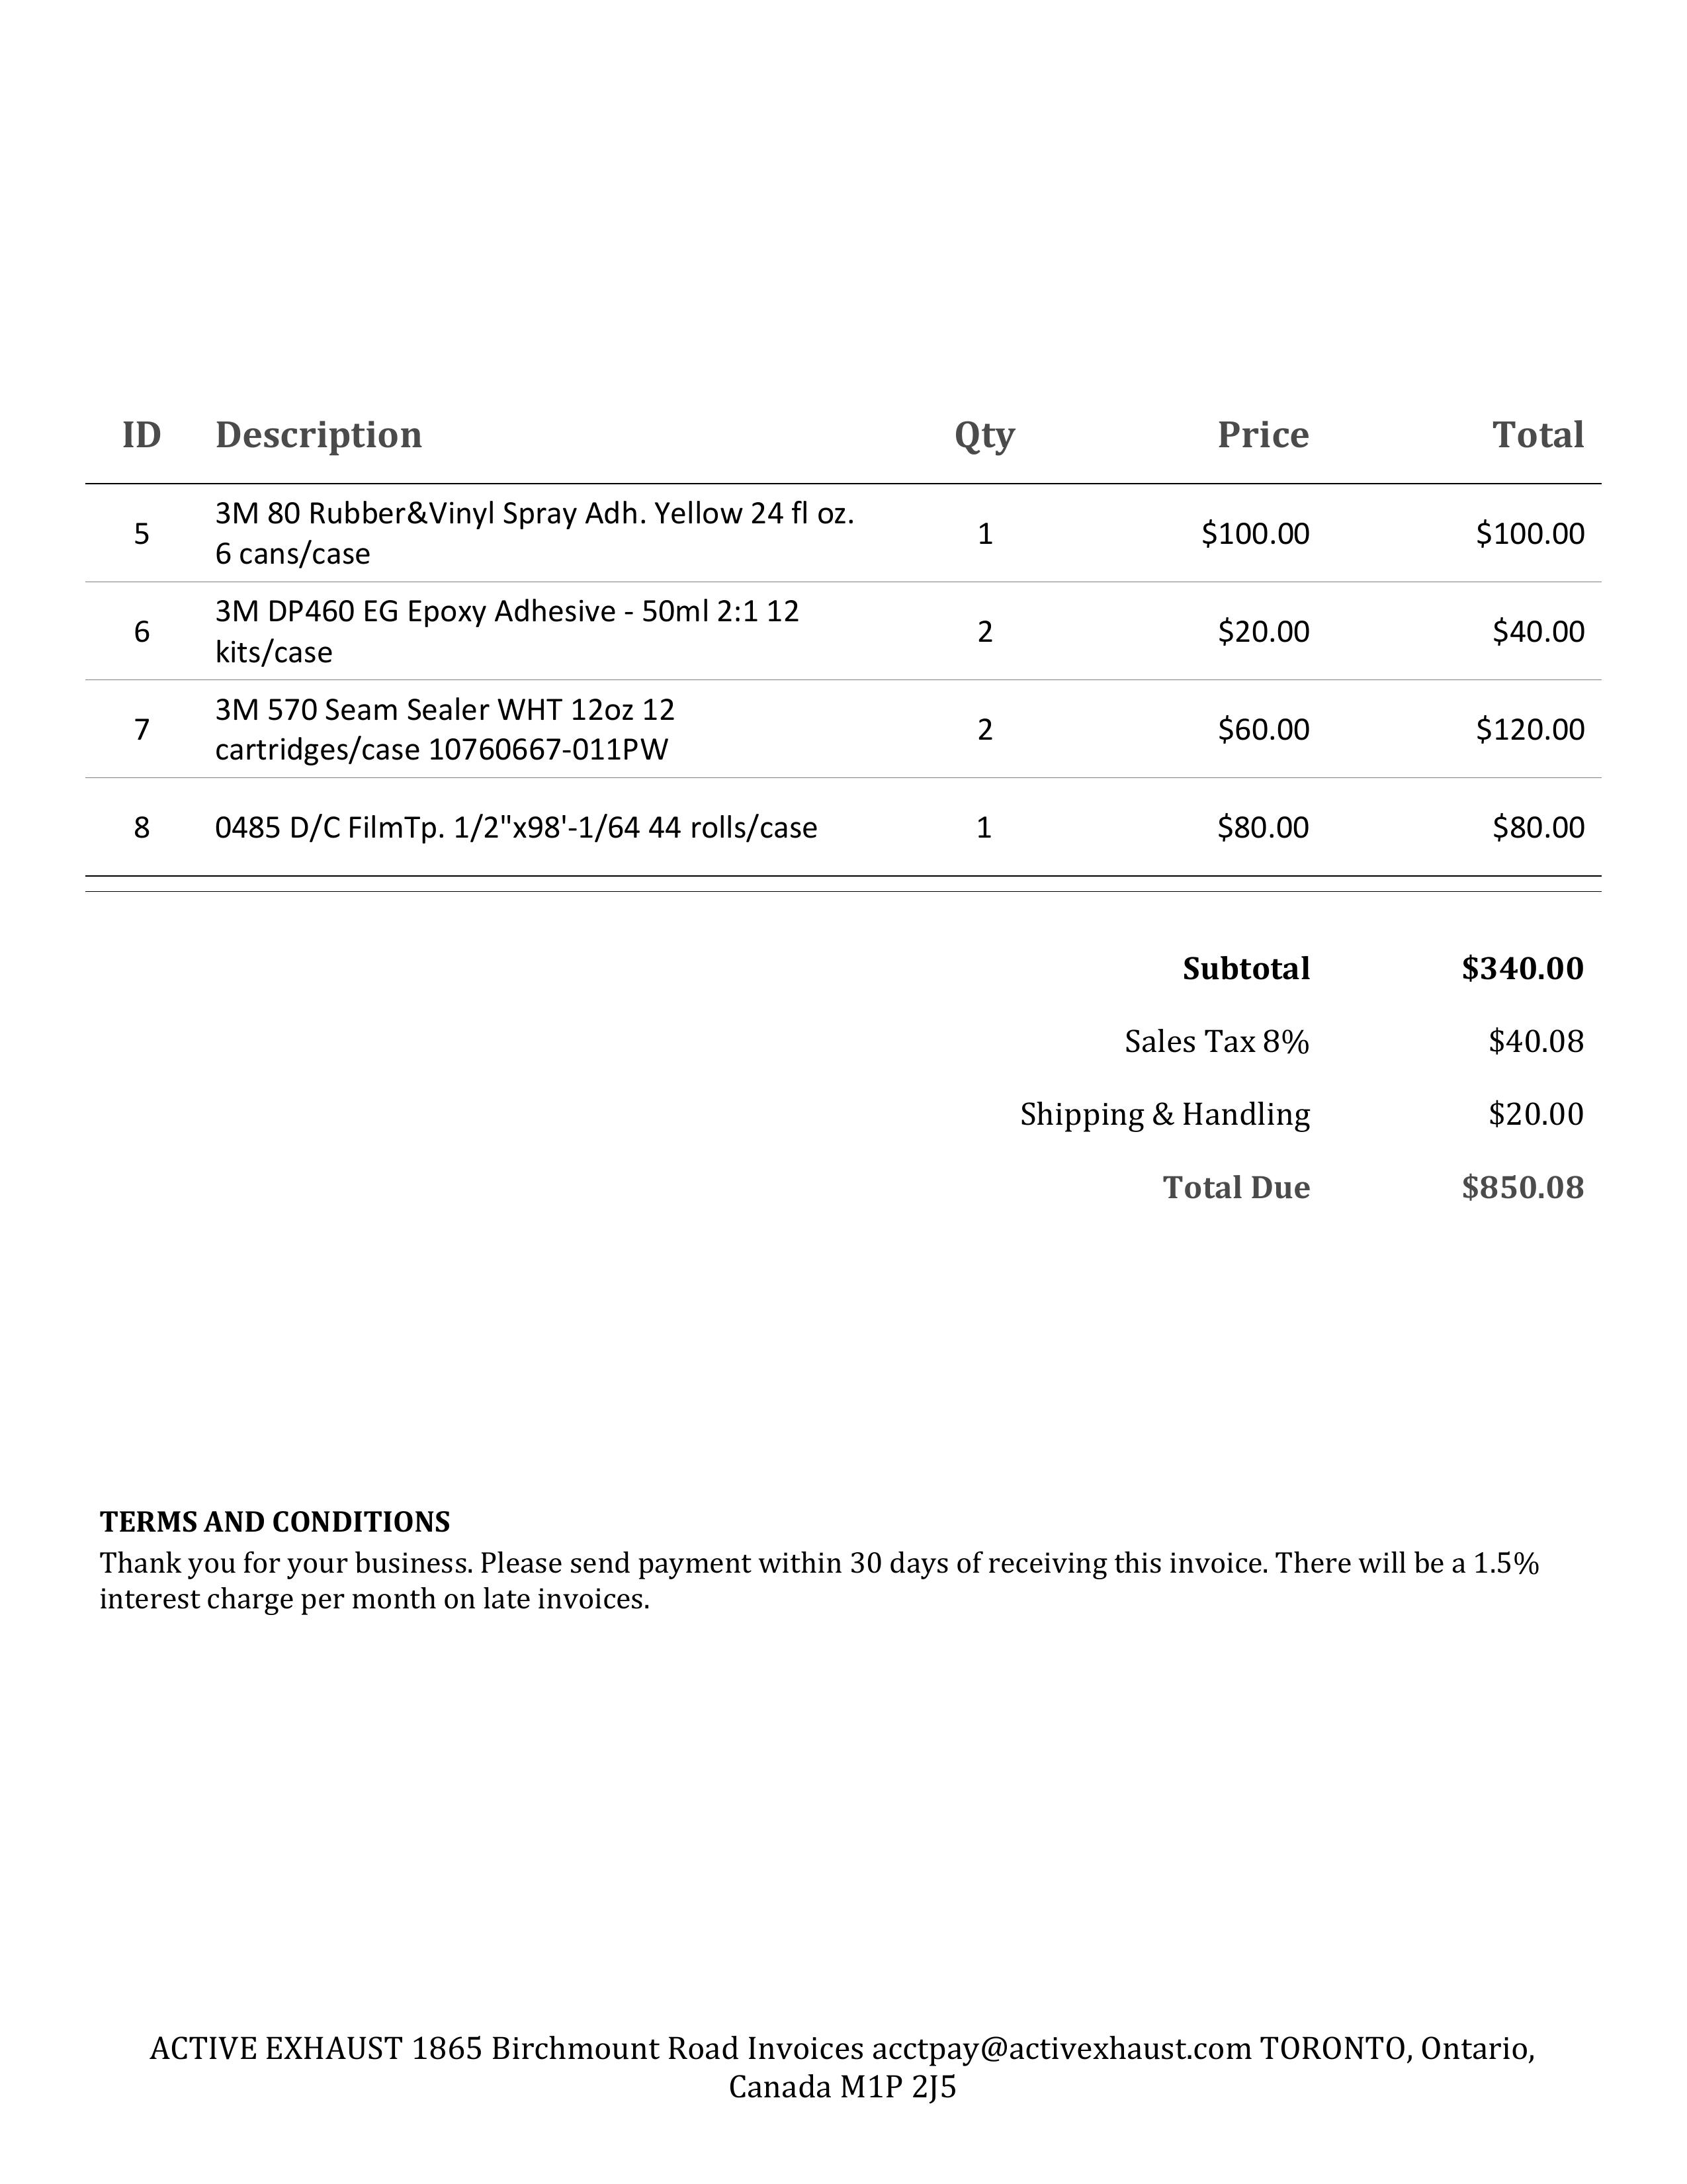 ID Description Qty Price Total
5 3M 80 Rubber&Vinyl Spray Adh. Yellow 24 fl oz. 6 cans/case 1 $100.00 $100.00
6 3M DP460 EG Epoxy Adhesive - 50ml 2:1 12 kits/case 2 $20.00 $40.00
7 3M 570 Seam Sealer WHT 12oz 12 cartridges/case 10760667-011PW 2 $60.00 $120.00
8 0485 D/C FilmTp. 1/2"x98'-1/64 44 rolls/case 1 $80.00 $80.00
Subtotal $340.00
Sales Tax 8% $40.08
Shipping & Handling $20.00
Total Due $850.08
TERMS AND CONDITIONS
Thank you for your business. Please send payment within 30 days of receiving this invoice. There will be a 1.5%
interest charge per month on late invoices.
ACTIVE EXHAUST 1865 Birchmount Road Invoices acctpay@activexhaust.com TORONTO, Ontario,
Canada M1P 2J5